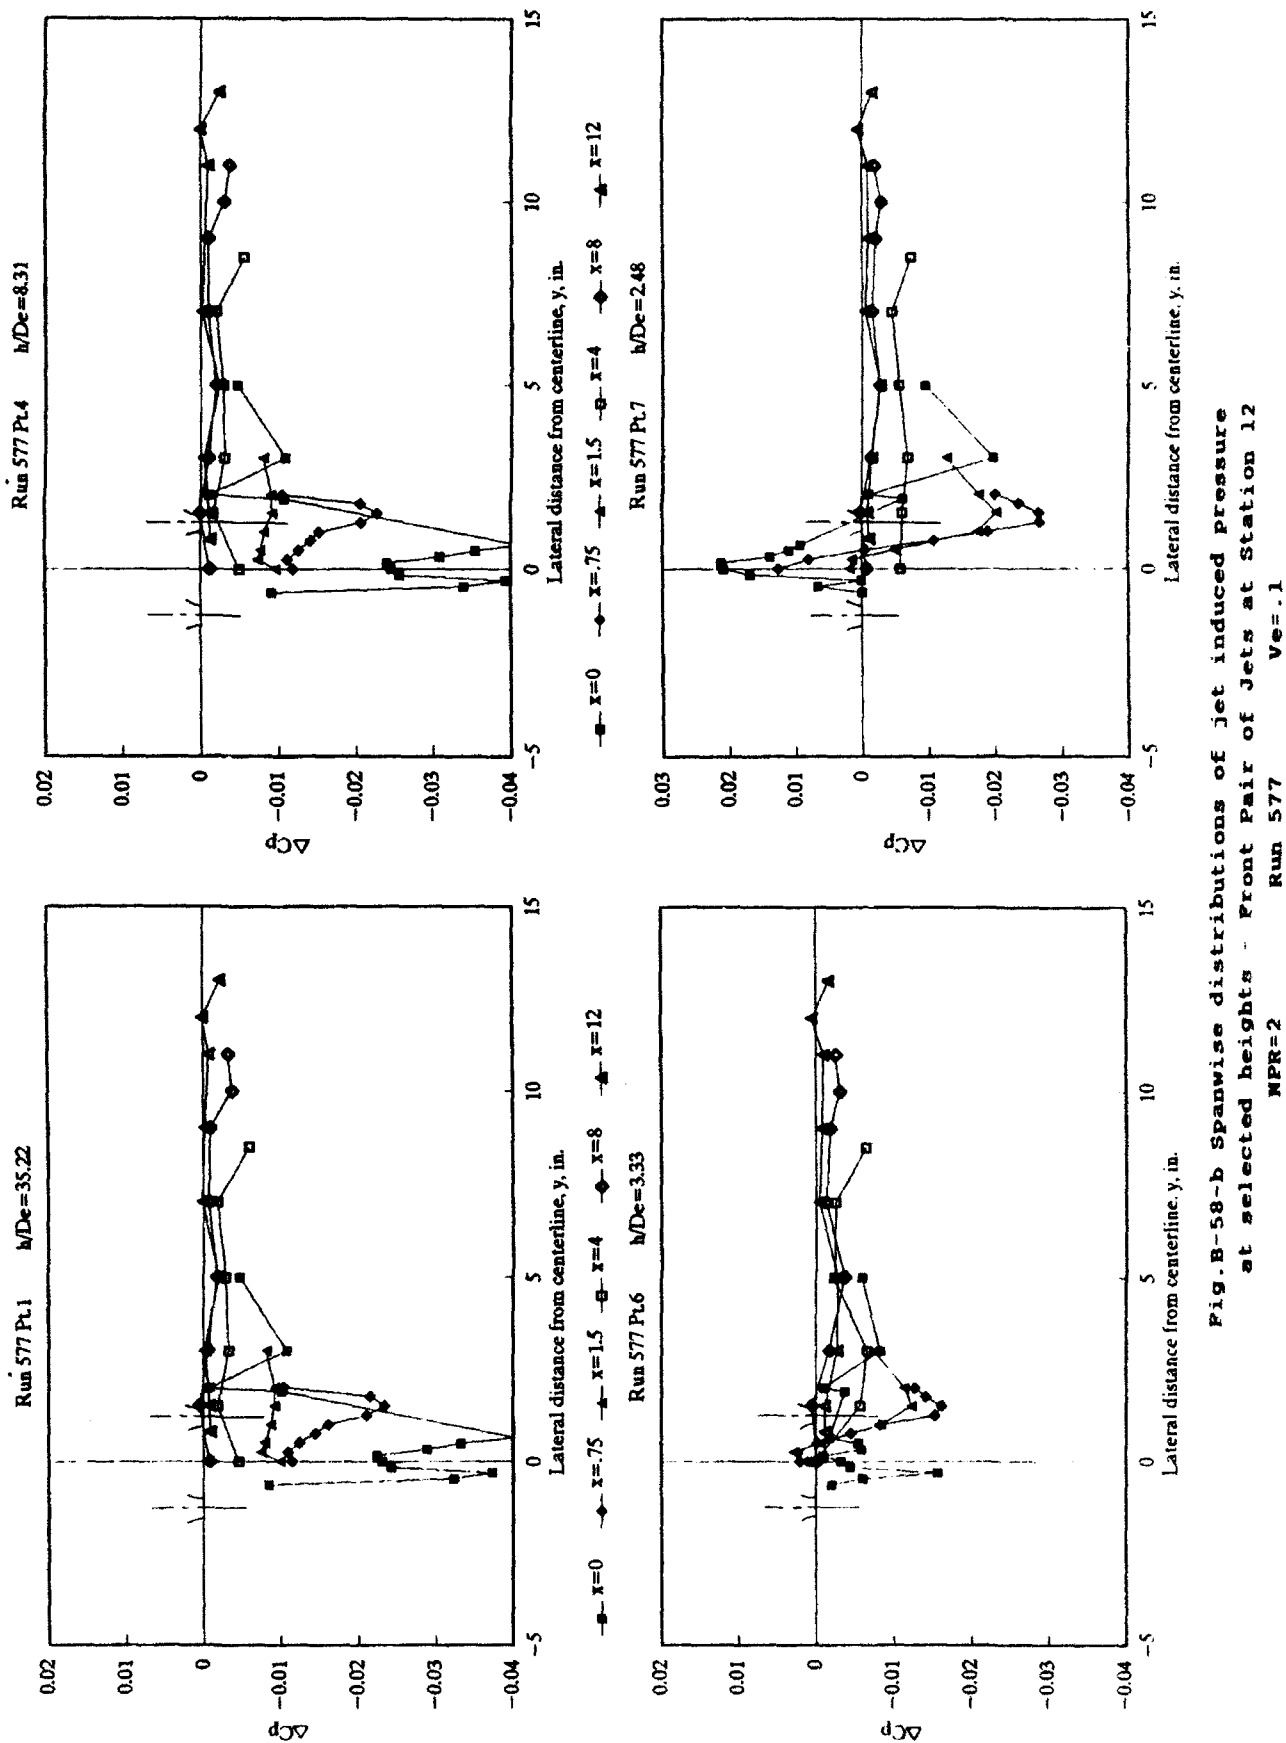 Run 577 Pt.1 h/De=35.22
0.02
0.01
0
−0.01
−0.02
−0.03
−0.04
ΔCp
−5
0
5
10
15
Lateral distance from centerline, y, in.
x=0 x=.75 x=1.5 x=4 x=8 x=12
Run 577 Pt.4 h/De=8.31
0.02
0.01
0
−0.01
−0.02
−0.03
−0.04
ΔCp
−5
0
5
10
15
Lateral distance from centerline, y, in.
x=0 x=.75 x=1.5 x=4 x=8 x=12
Run 577 Pt.6 h/De=3.33
0.02
0.01
0
−0.01
−0.02
−0.03
−0.04
ΔCp
−5
0
5
10
15
Lateral distance from centerline, y, in.
Run 577 Pt.7 h/De=2.48
0.03
0.02
0.01
0
−0.01
−0.02
−0.03
−0.04
ΔCp
−5
0
5
10
15
Lateral distance from centerline, y, in.
Fig.B-58-b Spanwise distributions of jet induced pressure
at selected heights - Front Pair of Jets at Station 12
NPR=2 Run 577 Ve=.1